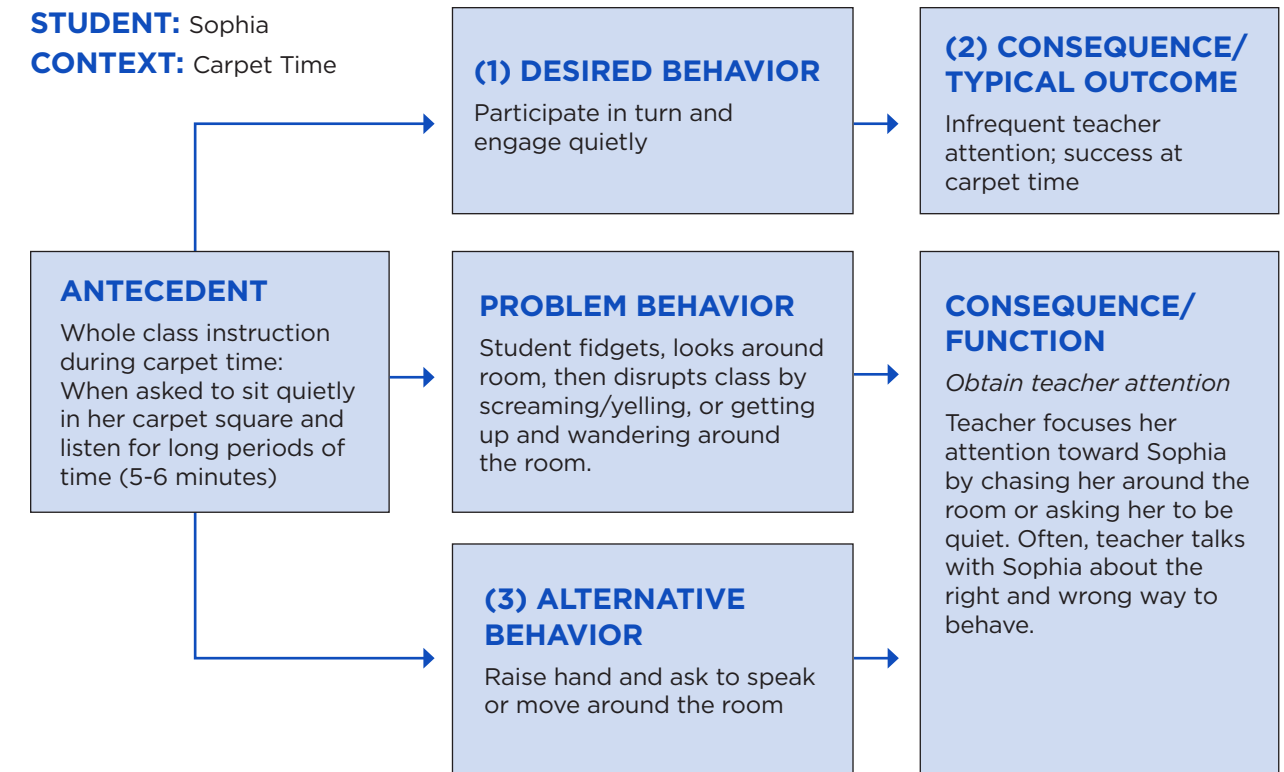 STUDENT: Sophia
CONTEXT: Carpet Time
(1) DESIRED BEHAVIOR
Participate in turn and
engage quietly
(2) CONSEQUENCE/
TYPICAL OUTCOME
Infrequent teacher
attention; success at
carpet time
ANTECEDENT
Whole class instruction
during carpet time:
When asked to sit quietly
in her carpet square and
listen for long periods of
time (5-6 minutes)
PROBLEM BEHAVIOR
Student fidgets, looks around
room, then disrupts class by
screaming/yelling, or getting
up and wandering around
the room.
CONSEQUENCE/
FUNCTION
Obtain teacher attention
Teacher focuses her
attention toward Sophia
by chasing her around the
room or asking her to be
quiet. Often, teacher talks
with Sophia about the
right and wrong way to
behave.
(3) ALTERNATIVE
BEHAVIOR
Raise hand and ask to speak
or move around the room